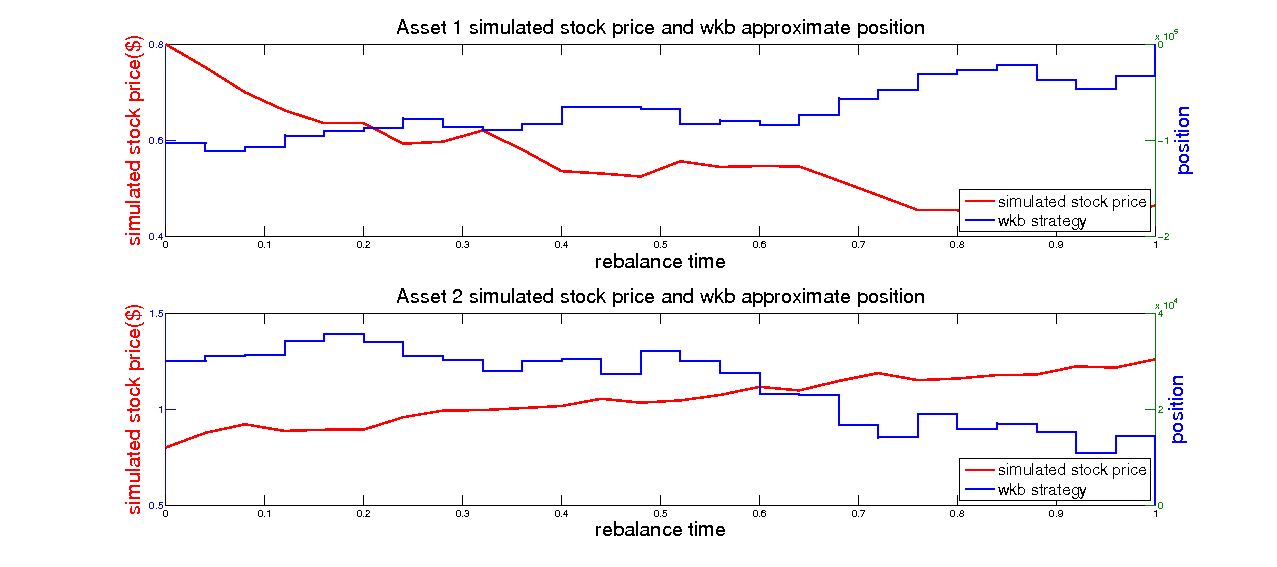 Asset 1 simulated stock price and wkb approximate position
simulated stock price($)
0.8
0.6
0.4
x 10
0
-1
-2
position
simulated stock price
wkb strategy
0 0.1 0.2 0.3 0.4 0.5 0.6 0.7 0.8 0.9 1
rebalance time
Asset 2 simulated stock price and wkb approximate position
simulated stock price($)
1.5
1
0.5
x 10^4
4
2
0
position
simulated stock price
wkb strategy
0 0.1 0.2 0.3 0.4 0.5 0.6 0.7 0.8 0.9 1
rebalance time